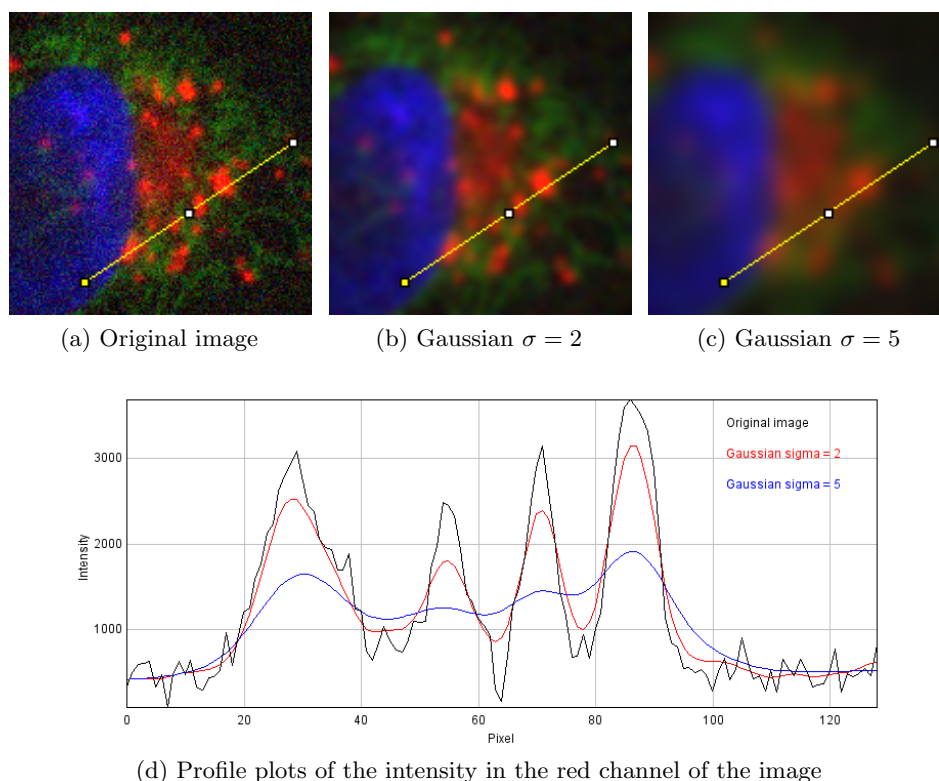 (a) Original image
(b) Gaussian σ = 2
(c) Gaussian σ = 5
Original image
Gaussian sigma = 2
Gaussian sigma = 5
3000
2000
1000
Intensity
0 20 40 60 80 100 120
Pixel
(d) Profile plots of the intensity in the red channel of the image